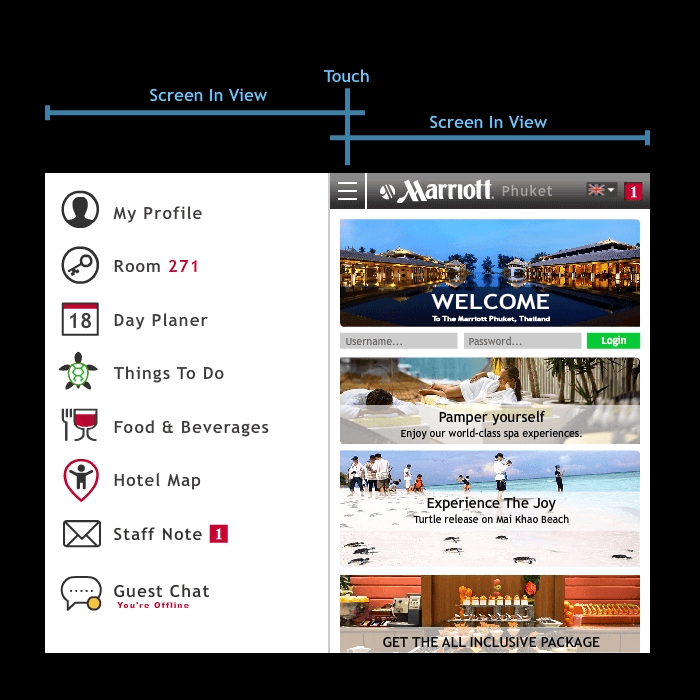 Touch
Screen In View
Screen In View
My Profile
Room 271
18 Day Planer
Things To Do
Food & Beverages
Hotel Map
Staff Note 1
Guest Chat
You're Offline
Marriott. Phuket 1
WELCOME
To The Marriott Phuket, Thailand
Username... Password... Login
Pamper yourself
Enjoy our world-class spa experiences.
Experience The Joy
Turtle release on Mai Khao Beach
GET THE ALL INCLUSIVE PACKAGE